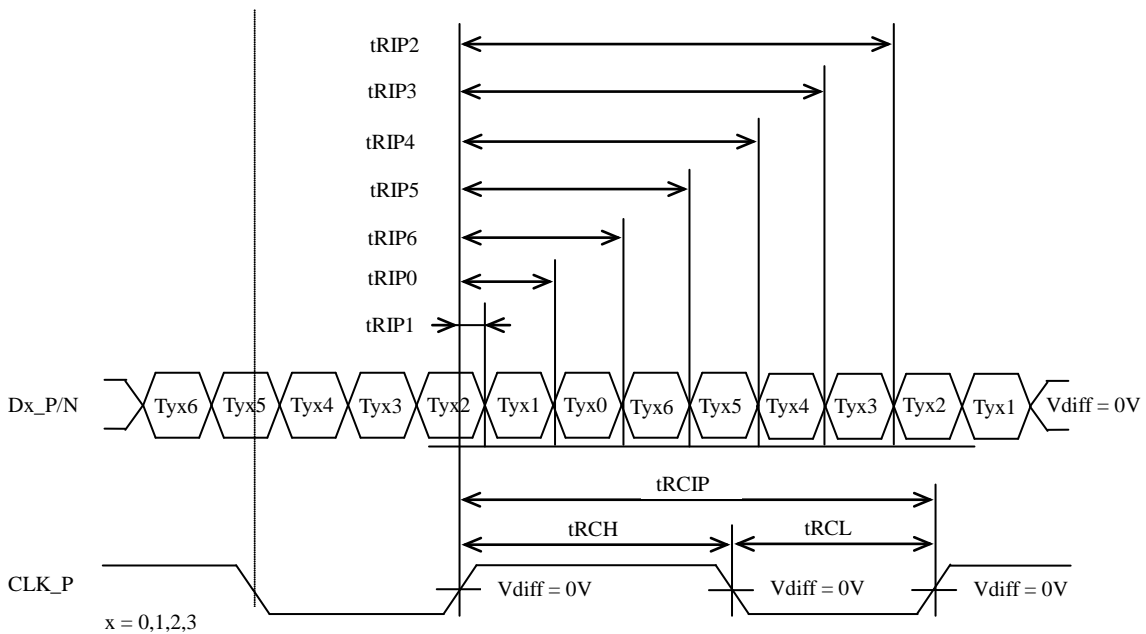 tRIP2
tRIP3
tRIP4
tRIP5
tRIP6
tRIP0
tRIP1
Dx_P/N Tyx6 Tyx5 Tyx4 Tyx3 Tyx2 Tyx1 Tyx0 Tyx6 Tyx5 Tyx4 Tyx3 Tyx2 Tyx1 Vdiff = 0V
tRCIP
tRCH tRCL
CLK_P Vdiff = 0V Vdiff = 0V Vdiff = 0V
x = 0,1,2,3